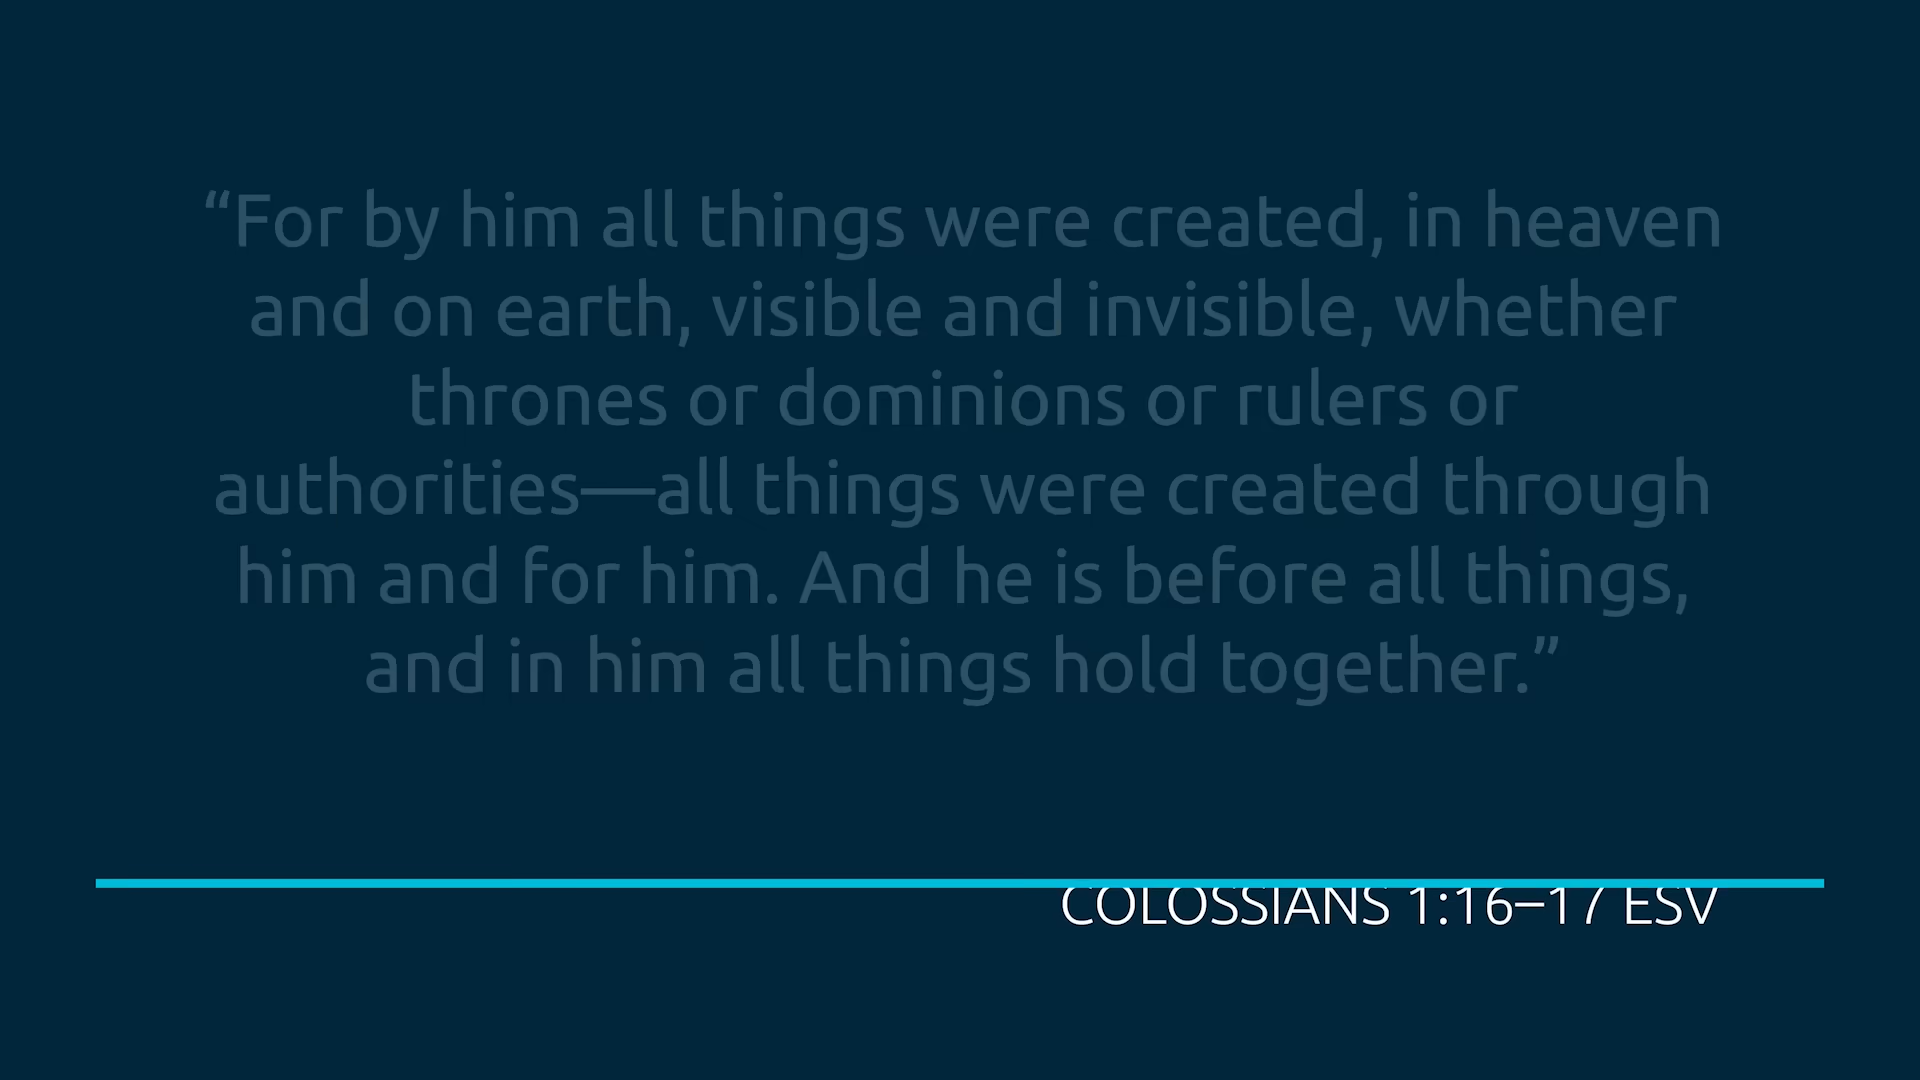 “For by him all things were created, in heaven
and on earth, visible and invisible, whether
thrones or dominions or rulers or
authorities—all things were created through
him and for him. And he is before all things,
and in him all things hold together.”
COLOSSIANS 1:16–17 ESV